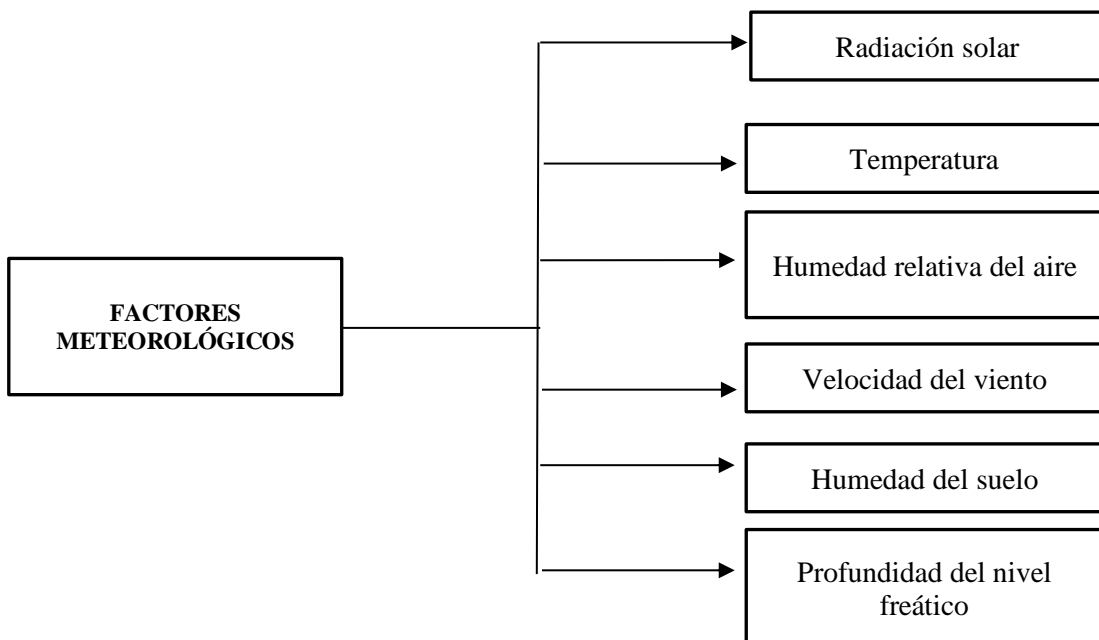 Radiación solar
Temperatura
Humedad relativa del aire
FACTORES
METEOROLÓGICOS
Velocidad del viento
Humedad del suelo
Profundidad del nivel
freático